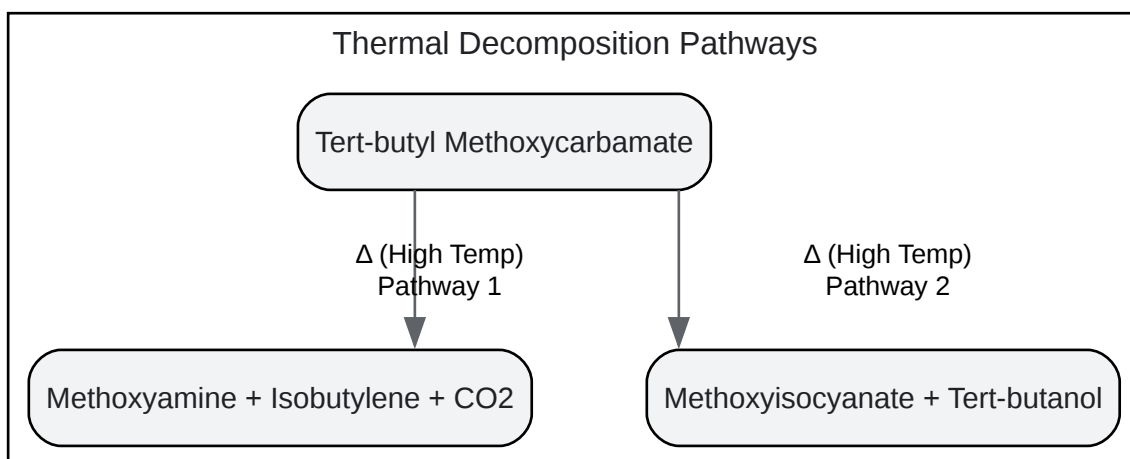 Thermal Decomposition Pathways
Tert-butyl Methoxycarbamate
Δ (High Temp)
Pathway 1
Δ (High Temp)
Pathway 2
Methoxyamine + Isobutylene + CO2
Methoxyisocyanate + Tert-butanol